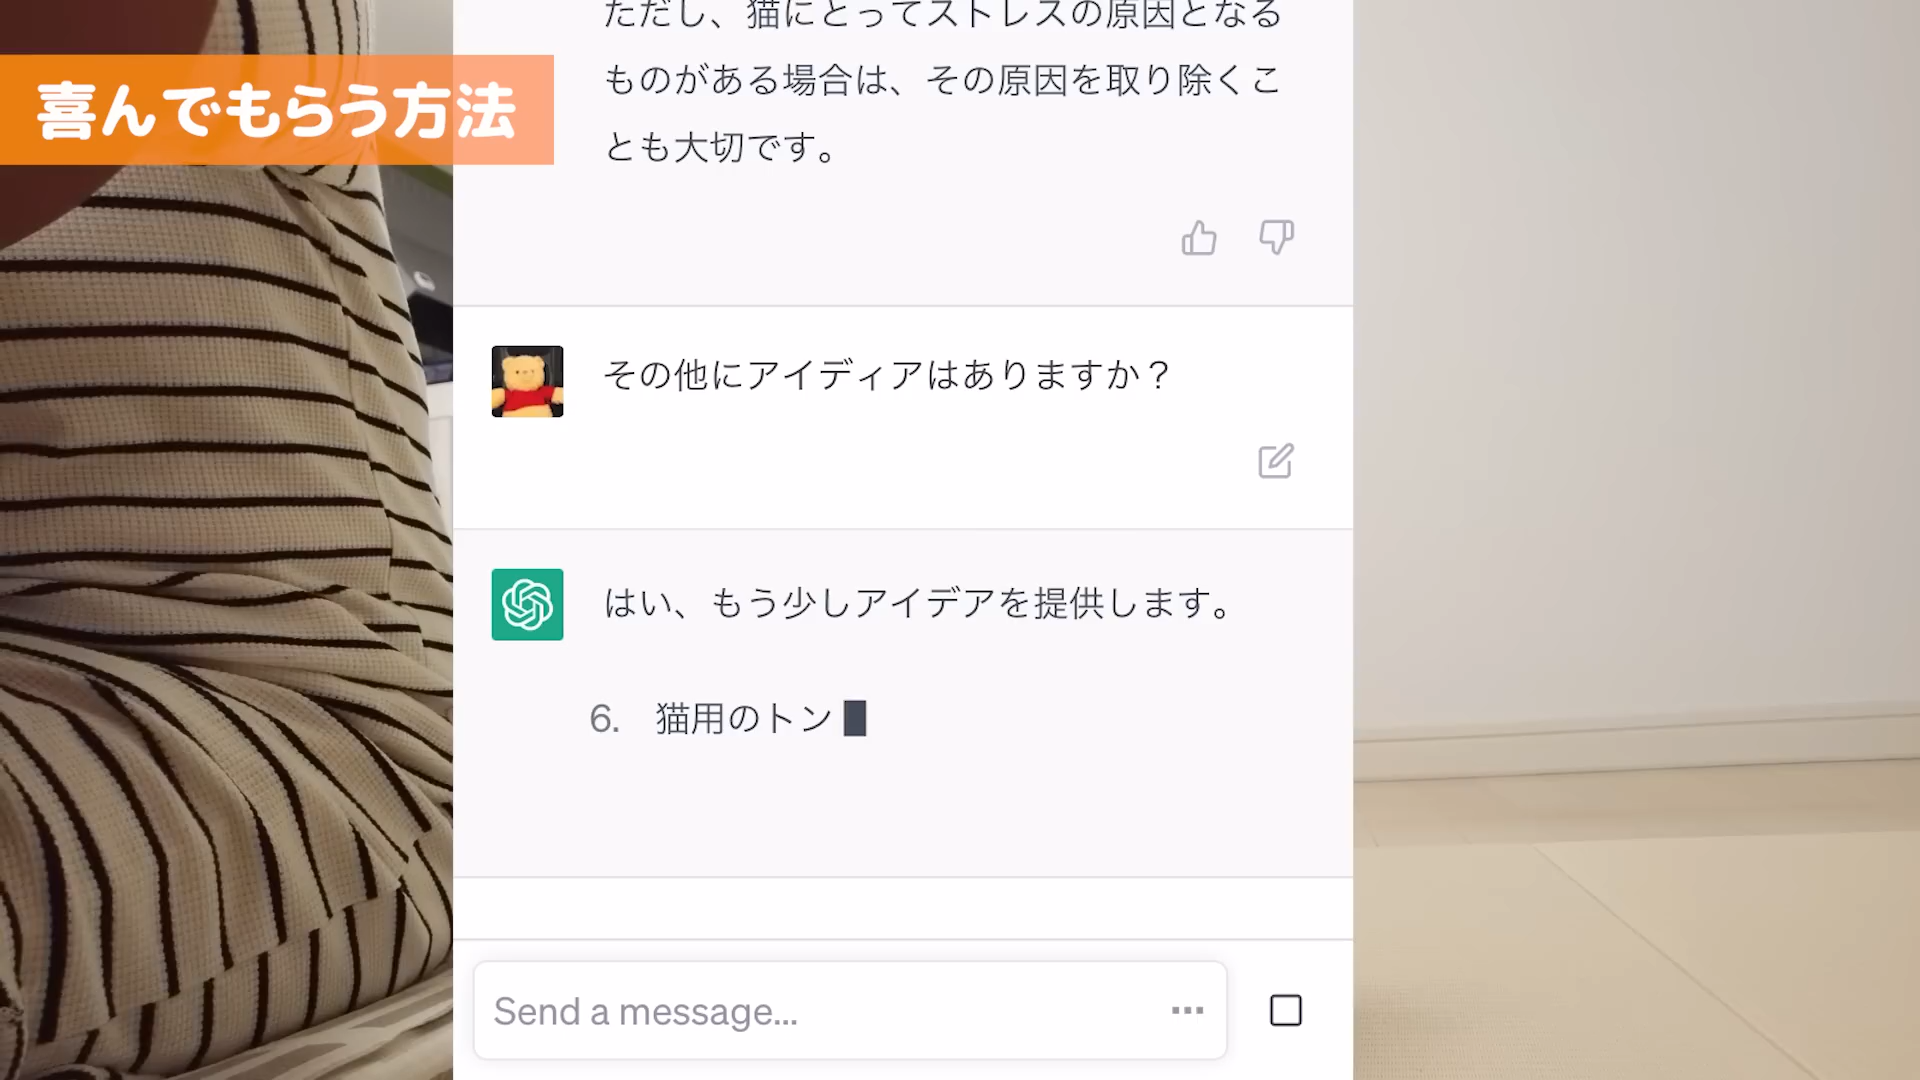 ただし、猫にとってストレスの原因となる
喜んでもらう方法
ものがある場合は、その原因を取り除くこ
とも大切です。
その他にアイディアはありますか？
はい、もう少しアイデアを提供します。
6. 猫用のトン
Send a message...